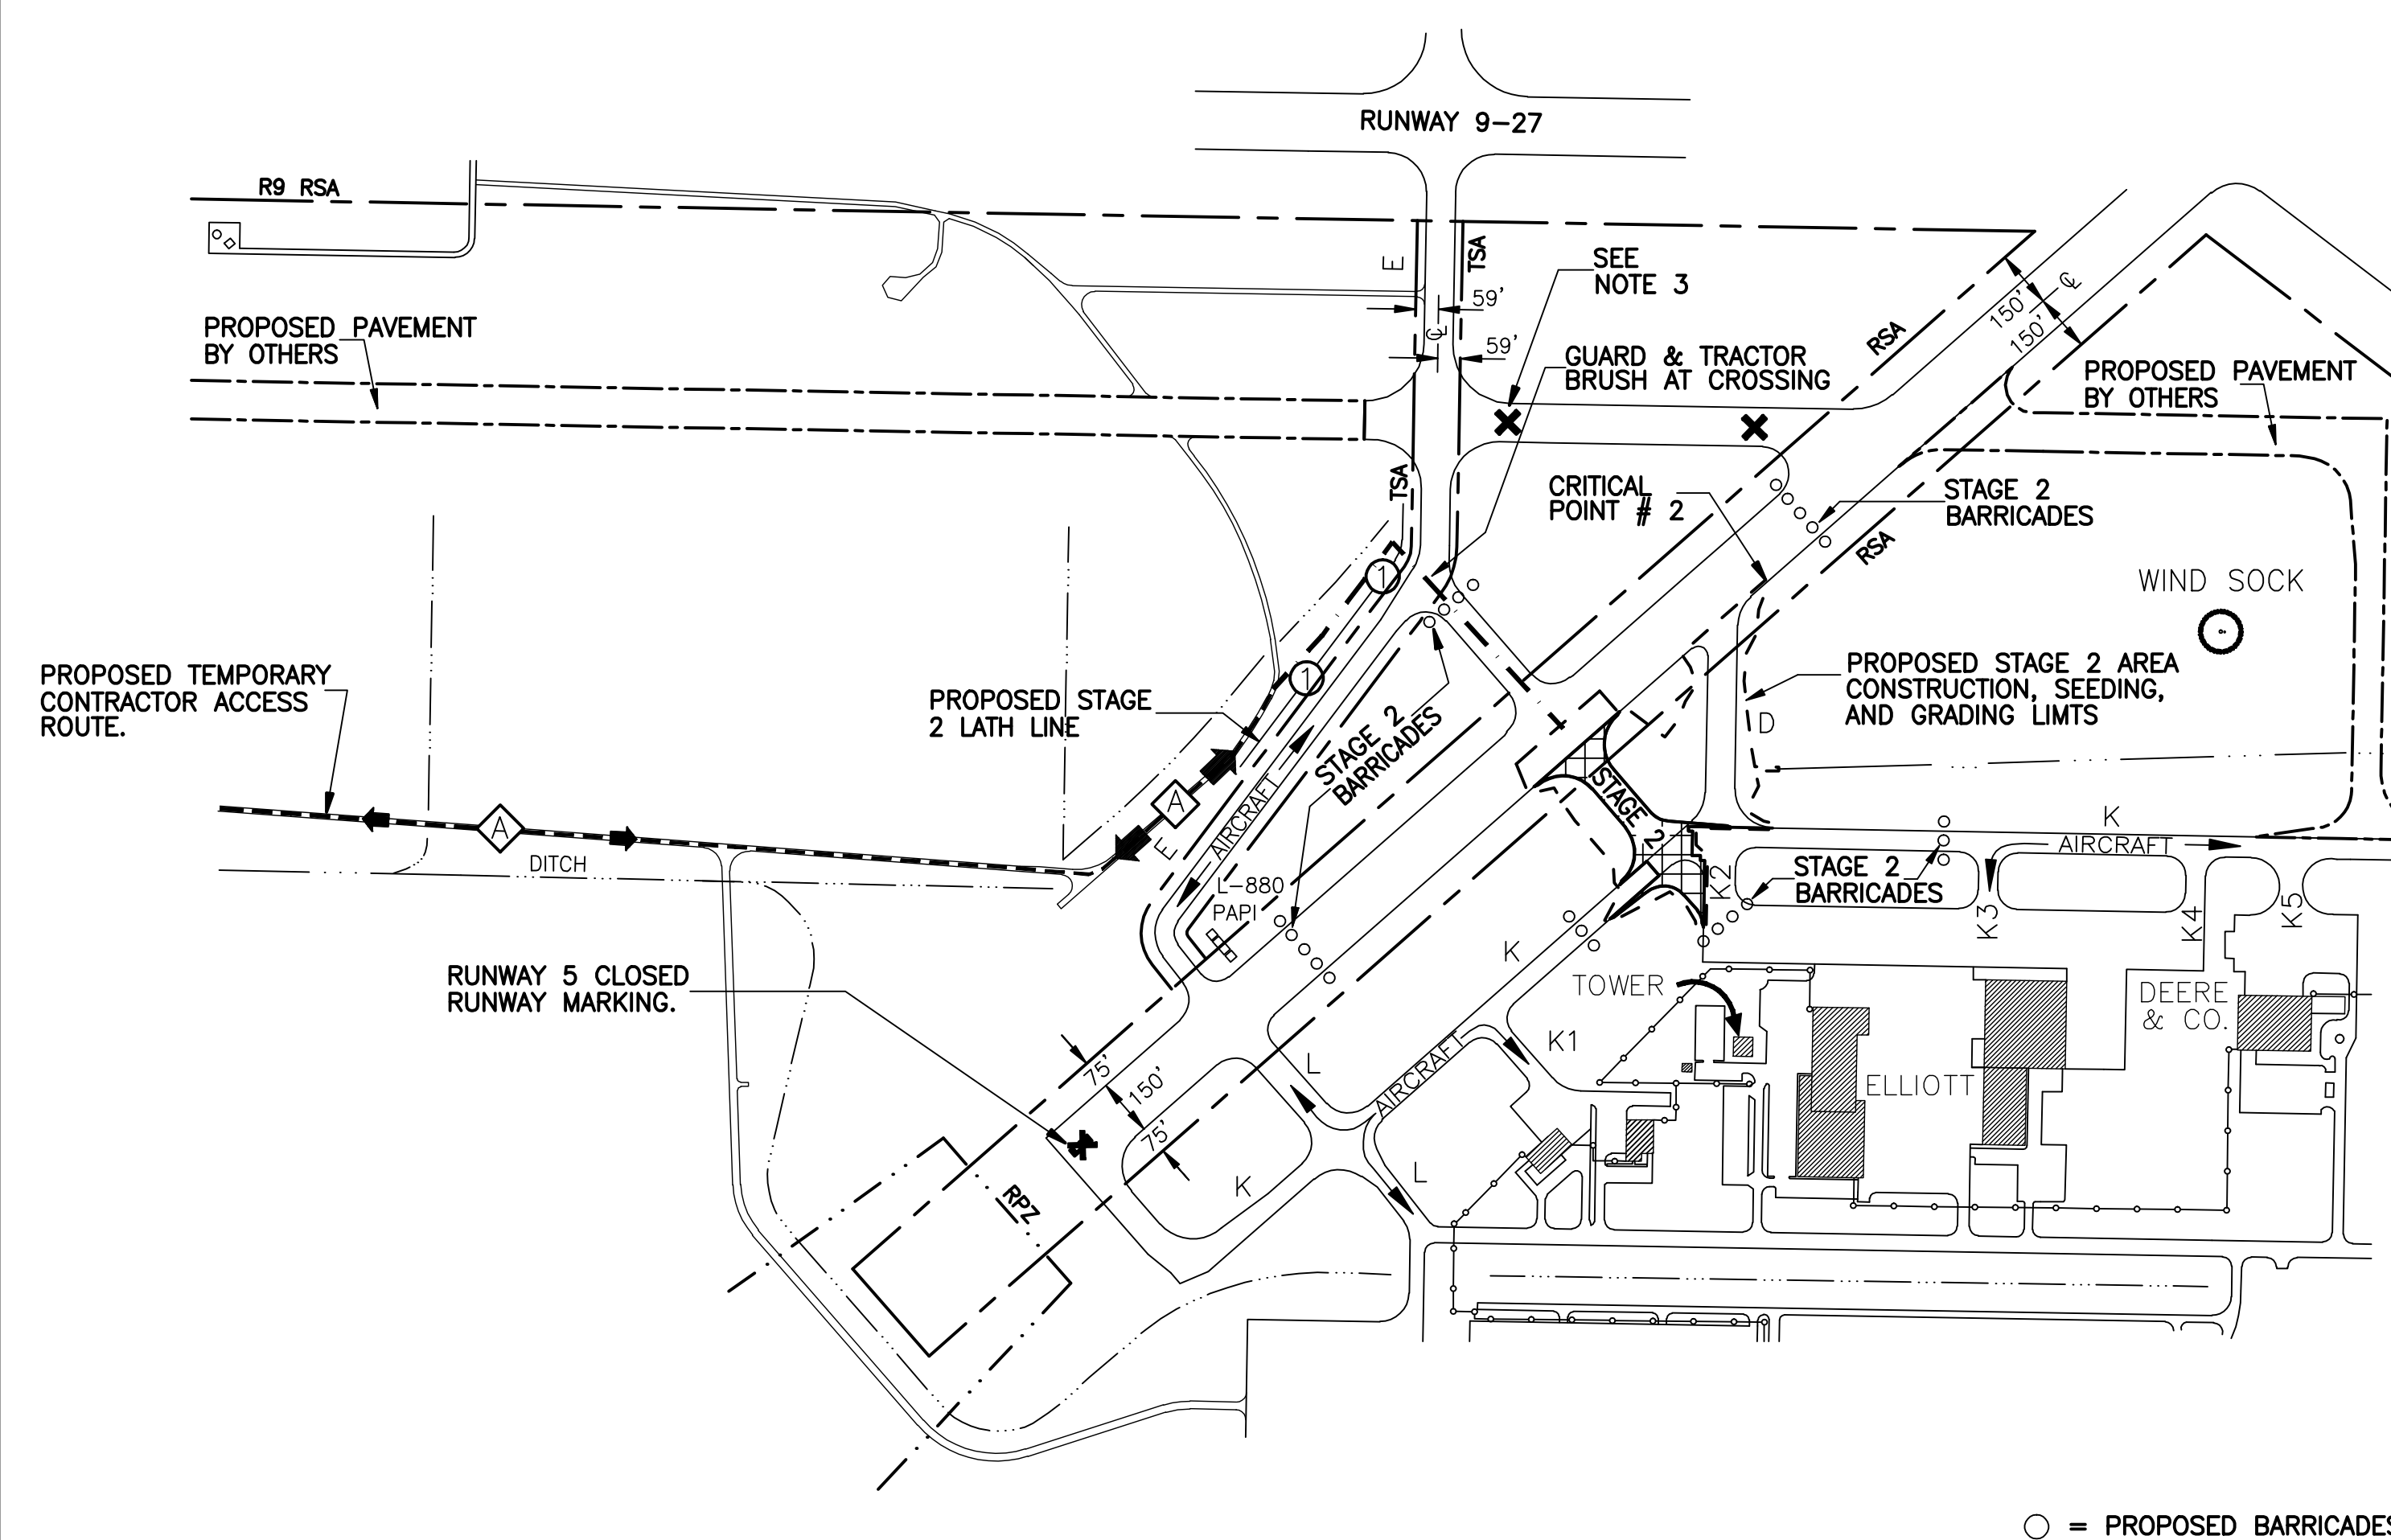 RUNWAY 9-27
R9 RSA
E
TSA
SEE
NOTE 3
59'
℄
59'
150'
℄
150'
RSA
PROPOSED PAVEMENT
BY OTHERS
GUARD & TRACTOR
BRUSH AT CROSSING
PROPOSED PAVEMENT
BY OTHERS
TSA
CRITICAL
POINT # 2
STAGE 2
BARRICADES
RSA
WIND SOCK
1
1
PROPOSED TEMPORARY
CONTRACTOR ACCESS
ROUTE.
PROPOSED STAGE
2 LATH LINE
STAGE 2
BARRICADES
PROPOSED STAGE 2 AREA
CONSTRUCTION, SEEDING,
AND GRADING LIMTS
D
STAGE 2
A
A
E
AIRCRAFT
DITCH
K
AIRCRAFT
L-880
PAPI
K2
STAGE 2
BARRICADES
K3
K4
K5
K
RUNWAY 5 CLOSED
RUNWAY MARKING.
TOWER
DEERE
& CO.
K1
L
AIRCRAFT
ELLIOTT
75'
150'
75'
K
L
RPZ
= PROPOSED BARRICADES